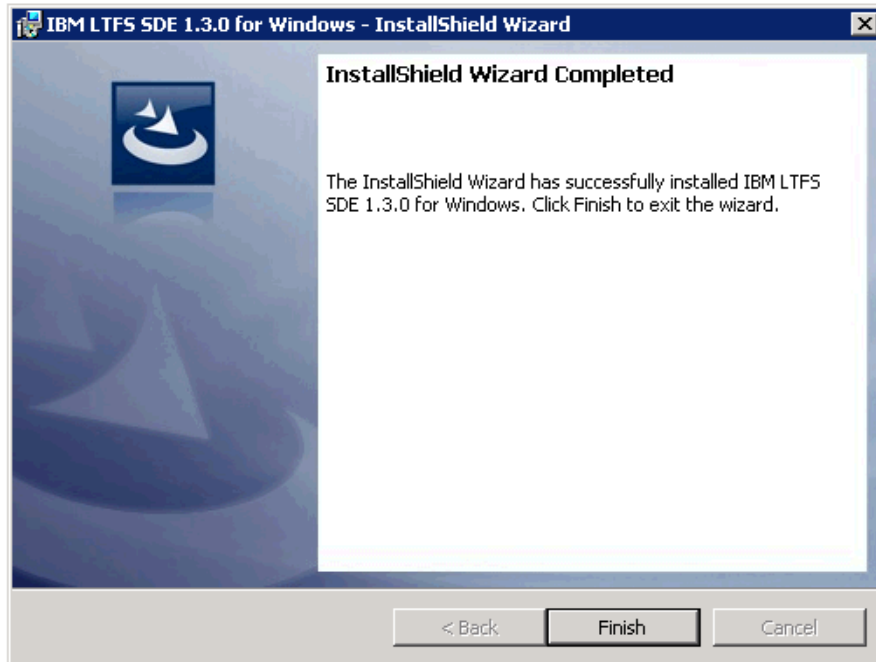 IBM LTFS SDE 1.3.0 for Windows - InstallShield Wizard
InstallShield Wizard Completed
The InstallShield Wizard has successfully installed IBM LTFS
SDE 1.3.0 for Windows. Click Finish to exit the wizard.
< Back
Finish
Cancel